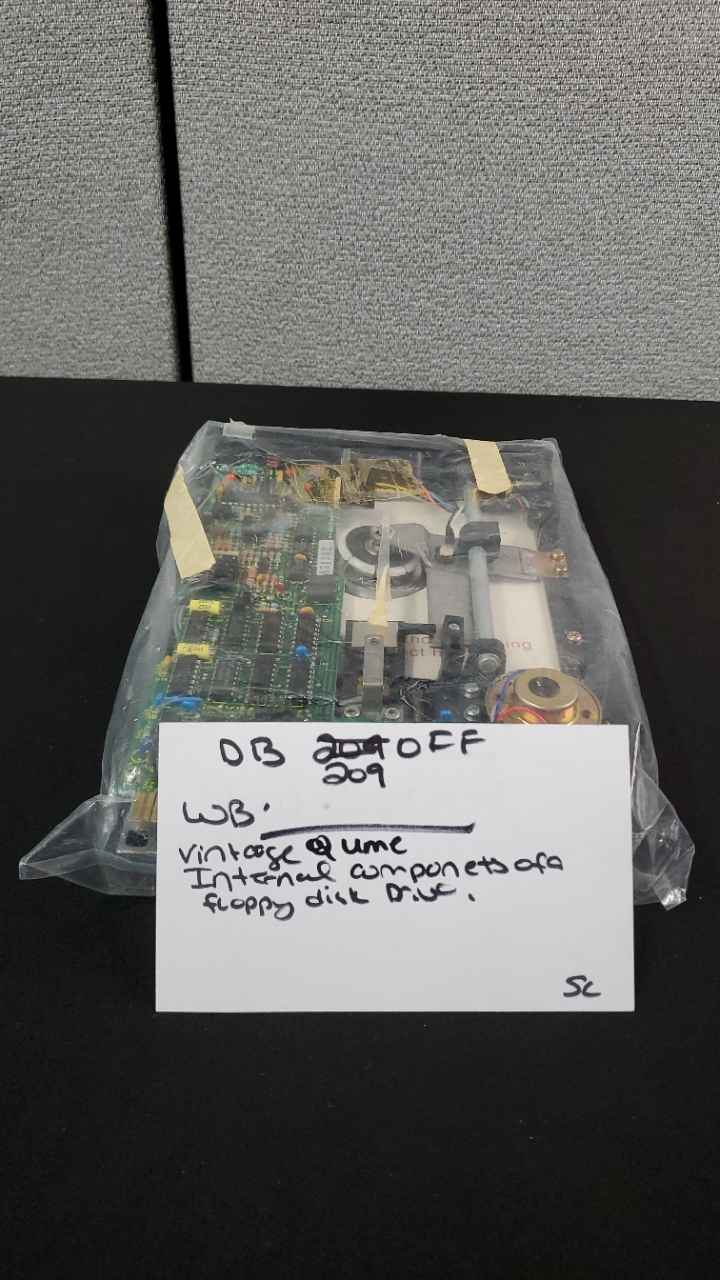 DB 209 OFF
209
WB.
vintage Qume
Internal componets of a
floppy disk Drive.
SC